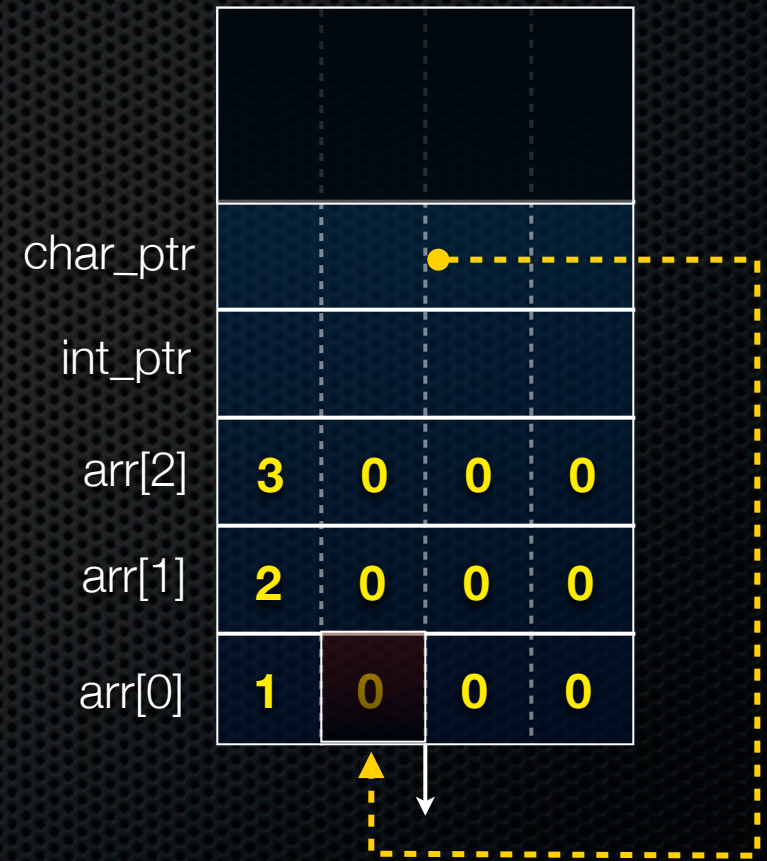 char_ptr
int_ptr
arr[2] 3 0 0 0
arr[1] 2 0 0 0
arr[0] 1 0 0 0